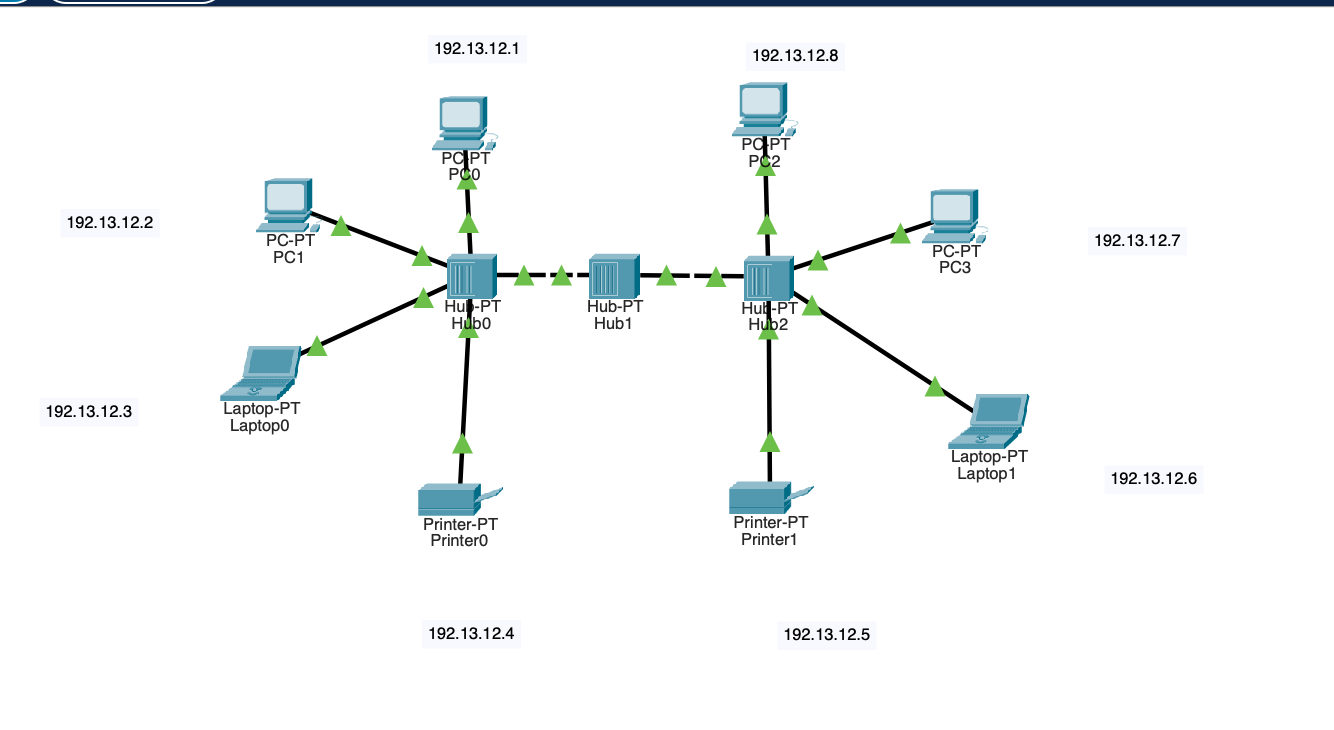 192.13.12.1
192.13.12.8
PC-PT
PC0
PC-PT
PC2
192.13.12.2
PC-PT
PC1
PC-PT
PC3
192.13.12.7
Hub-PT
Hub0
Hub-PT
Hub1
Hub-PT
Hub2
192.13.12.3
Laptop-PT
Laptop0
Laptop-PT
Laptop1
192.13.12.6
Printer-PT
Printer0
Printer-PT
Printer1
192.13.12.4
192.13.12.5